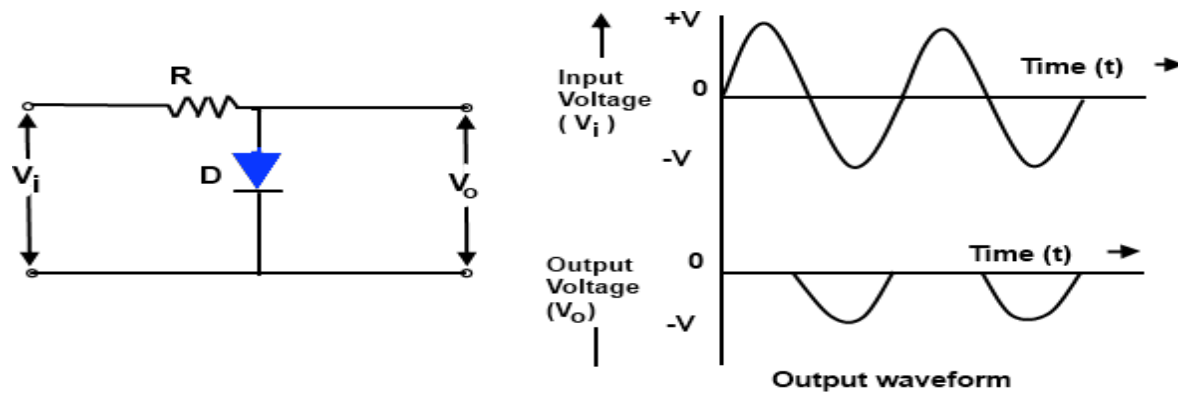 R
Vi
D
Vo
+V
Input
Voltage
( Vi )
0
-V
Time (t)
Output
Voltage
(Vo)
0
-V
Time (t)
Output waveform